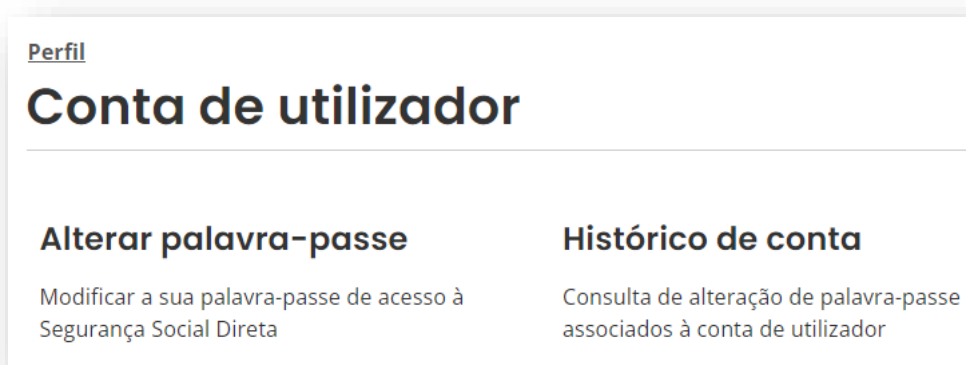 Perfil
Conta de utilizador
Alterar palavra-passe
Modificar a sua palavra-passe de acesso à
Segurança Social Direta
Histórico de conta
Consulta de alteração de palavra-passe
associados à conta de utilizador